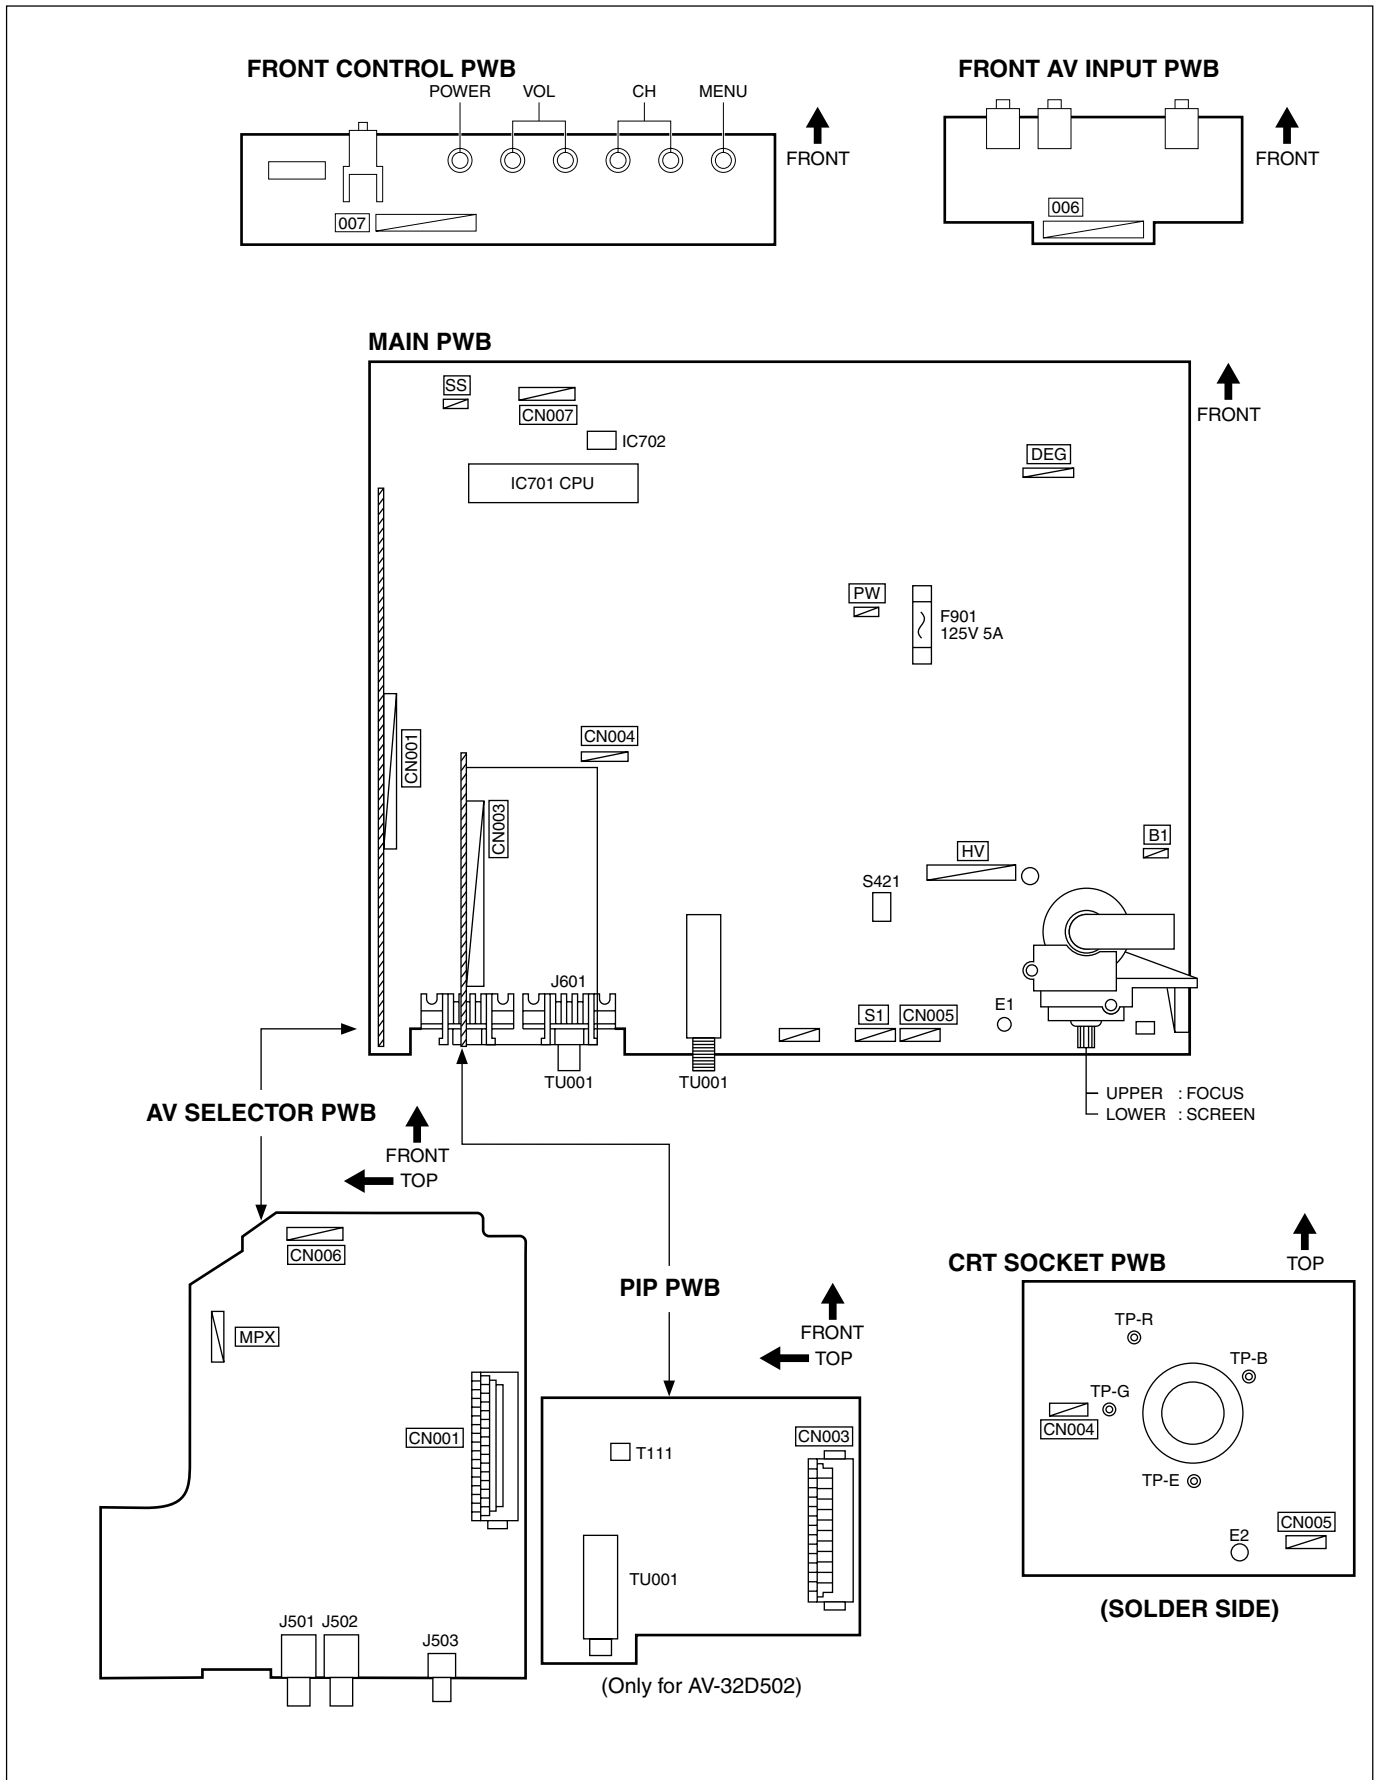 FRONT CONTROL PWB
POWER
VOL
CH
MENU
FRONT
007
FRONT AV INPUT PWB
FRONT
006
MAIN PWB
FRONT
SS
CN007
IC702
IC701 CPU
DEG
PW
F901
125V 5A
CN001
CN004
CN003
B1
HV
S421
J601
E1
S1
CN005
TU001
TU001
UPPER : FOCUS
LOWER : SCREEN
AV SELECTOR PWB
FRONT
TOP
CN006
MPX
CN001
J501
J502
J503
PIP PWB
FRONT
TOP
T111
CN003
TU001
(Only for AV-32D502)
CRT SOCKET PWB
TOP
TP-R
TP-B
TP-G
CN004
TP-E
CN005
E2
(SOLDER SIDE)